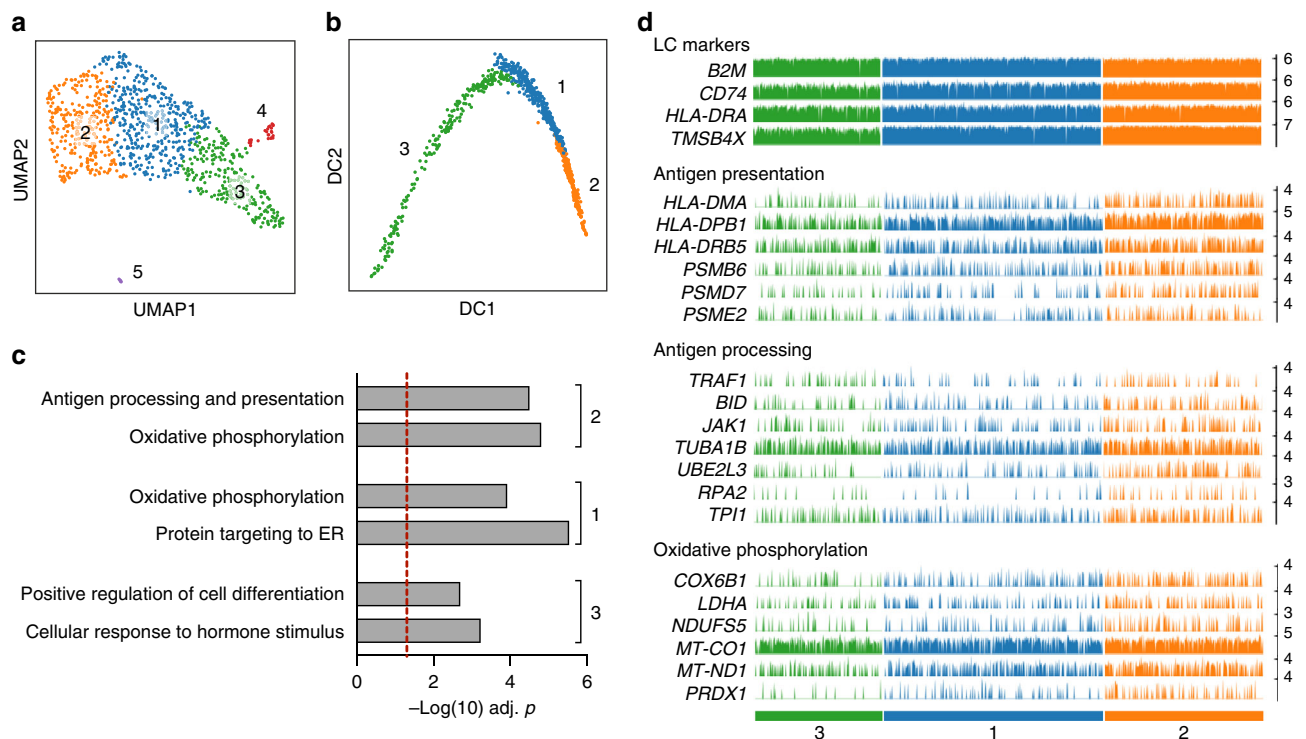 a
UMAP2
UMAP1
1
2
3
4
5
b
DC2
DC1
1
2
3
c
Antigen processing and presentation
Oxidative phosphorylation
2
Oxidative phosphorylation
Protein targeting to ER
1
Positive regulation of cell differentiation
Cellular response to hormone stimulus
3
0 2 4 6
–Log(10) adj. p
d
LC markers
B2M 6
CD74 6
HLA-DRA 6
TMSB4X 7
Antigen presentation
HLA-DMA 4
HLA-DPB1 5
HLA-DRB5 4
PSMB6 4
PSMD7 4
PSME2 4
Antigen processing
TRAF1 4
BID 4
JAK1 4
TUBA1B 4
UBE2L3 4
RPA2 3
TPI1 4
Oxidative phosphorylation
COX6B1 4
LDHA 4
NDUFS5 3
MT-CO1 5
MT-ND1 4
PRDX1 4
3 1 2